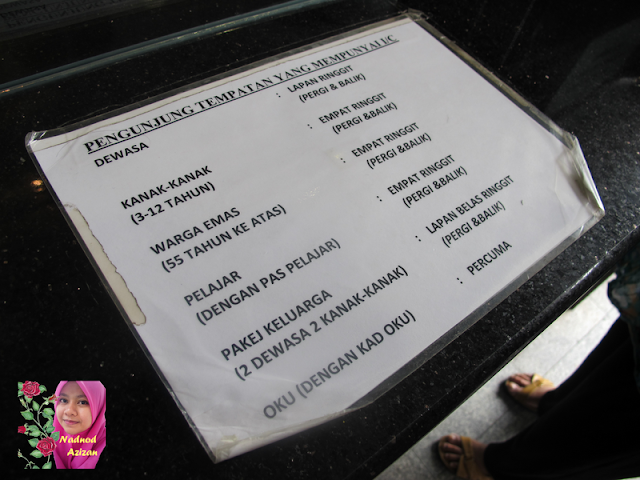 PENGUNJUNG TEMPATAN YANG MEMPUNYAI I/C
DEWASA : LAPAN RINGGIT
(PERGI & BALIK)
KANAK-KANAK : EMPAT RINGGIT
(3-12 TAHUN) (PERGI &BALIK)
WARGA EMAS : EMPAT RINGGIT
(55 TAHUN KE ATAS) (PERGI &BALIK)
PELAJAR : EMPAT RINGGIT
(DENGAN PAS PELAJAR) (PERGI &BALIK)
PAKEJ KELUARGA : LAPAN BELAS RINGGIT
(2 DEWASA 2 KANAK-KANAK) (PERGI &BALIK)
OKU (DENGAN KAD OKU) : PERCUMA
Nadnod
Azizan